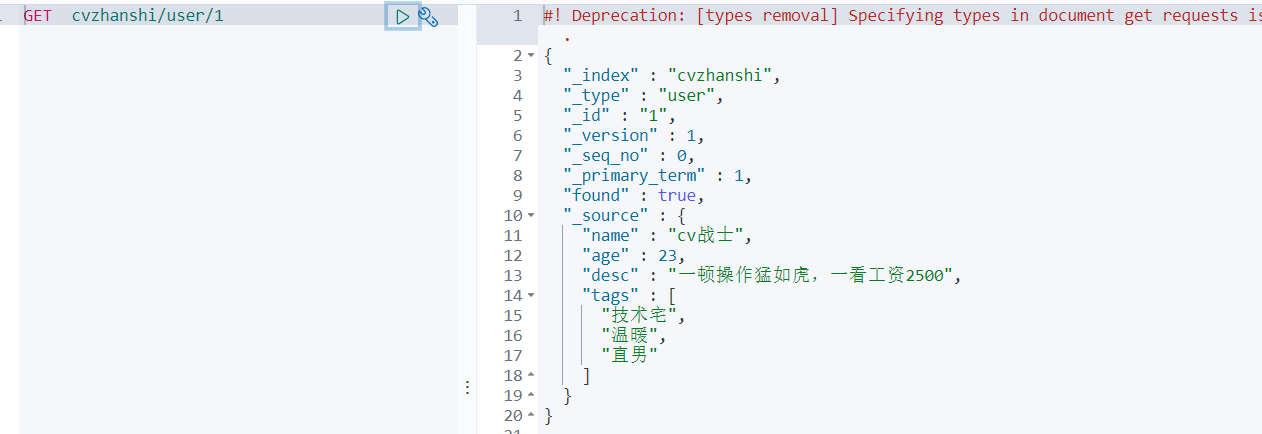 GET  cvzhanshi/user/1
1 #! Deprecation: [types removal] Specifying types in document get requests is
.
2 {
3 "_index" : "cvzhanshi",
4 "_type" : "user",
5 "_id" : "1",
6 "_version" : 1,
7 "_seq_no" : 0,
8 "_primary_term" : 1,
9 "found" : true,
10 "_source" : {
11 "name" : "cv战士",
12 "age" : 23,
13 "desc" : "一顿操作猛如虎，一看工资2500",
14 "tags" : [
15 "技术宅",
16 "温暖",
17 "直男"
18 ]
19 }
20 }